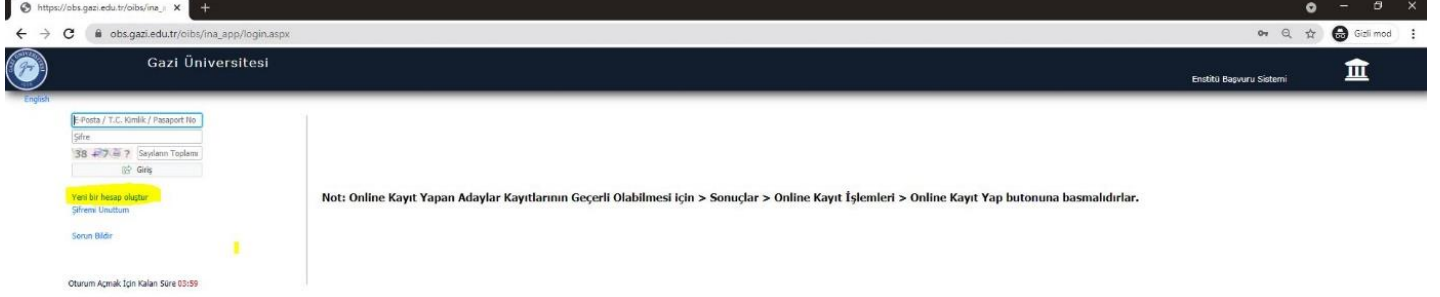 https://obs.gazi.edu.tr/oibs/ina_
obs.gazi.edu.tr/oibs/ina_app/login.aspx
Gizli mod
Gazi Üniversitesi
Enstitü Başvuru Sistemi
English
E-Posta / T.C. Kimlik / Pasaport No
Şifre
38 +7 = ? Sayıların Toplamı
Giriş
Yeni bir hesap oluştur
Şifremi Unuttum
Not: Online Kayıt Yapan Adaylar Kayıtlarının Geçerli Olabilmesi için > Sonuçlar > Online Kayıt İşlemleri > Online Kayıt Yap butonuna basmalıdırlar.
Sorun Bildir
Oturum Açmak İçin Kalan Süre 03:59